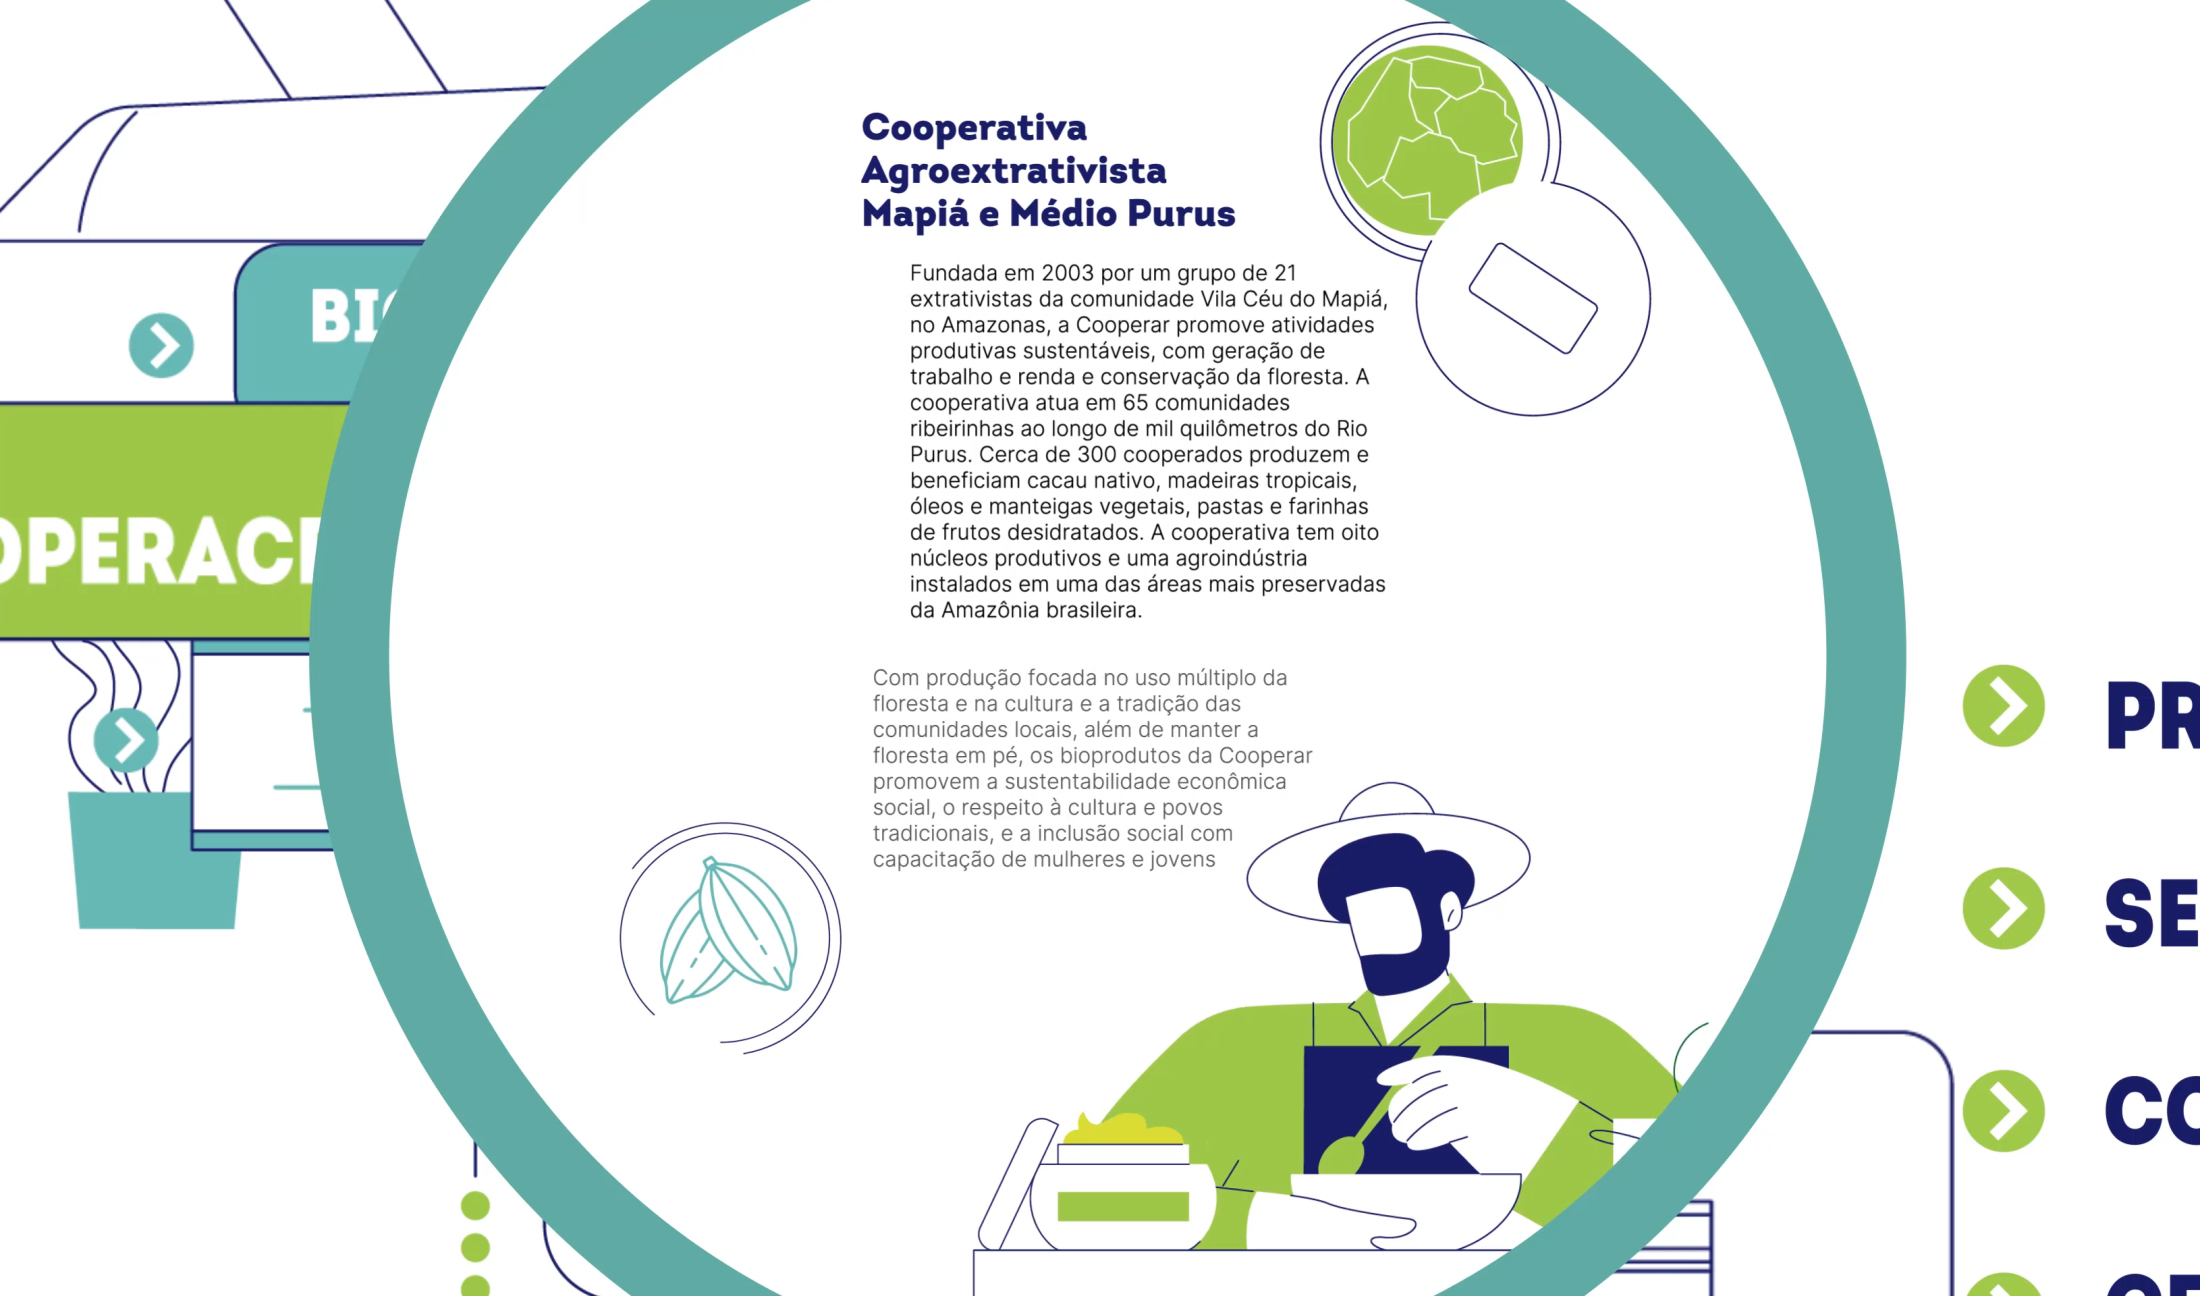 Cooperativa
Agroextrativista
Mapiá e Médio Purus
Fundada em 2003 por um grupo de 21
extrativistas da comunidade Vila Céu do Mapiá,
no Amazonas, a Cooperar promove atividades
produtivas sustentáveis, com geração de
trabalho e renda e conservação da floresta. A
cooperativa atua em 65 comunidades
ribeirinhas ao longo de mil quilômetros do Rio
Purus. Cerca de 300 cooperados produzem e
beneficiam cacau nativo, madeiras tropicais,
óleos e manteigas vegetais, pastas e farinhas
de frutos desidratados. A cooperativa tem oito
núcleos produtivos e uma agroindústria
instalados em uma das áreas mais preservadas
da Amazônia brasileira.
Com produção focada no uso múltiplo da
floresta e na cultura e a tradição das
comunidades locais, além de manter a
floresta em pé, os bioprodutos da Cooperar
promovem a sustentabilidade econômica
social, o respeito à cultura e povos
tradicionais, e a inclusão social com
capacitação de mulheres e jovens